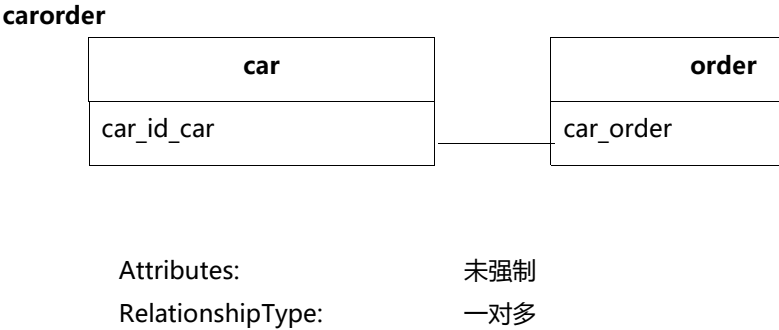 carorder
car order
car_id_car car_order
Attributes: 未强制
RelationshipType: 一对多